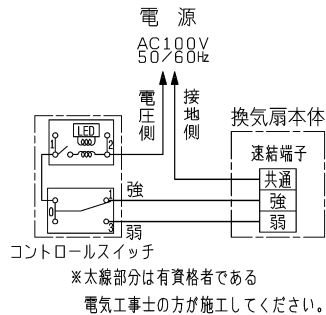 電 源
AC100V
50/60Hz
電圧側
接地側
換気扇本体
速結端子
共通
強
弱
LED
1
2
0
1
3
強
弱
コントロールスイッチ
※太線部分は有資格者である
電気工事士の方が施工してください。